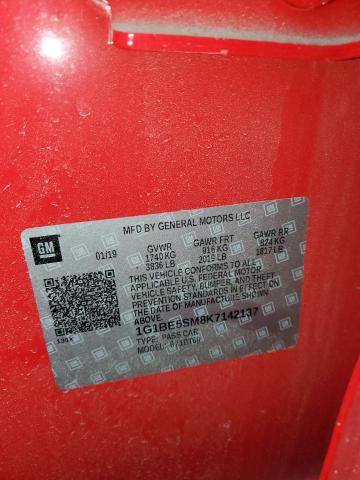 MFD BY GENERAL MOTORS LLC
GM
01/19 GVWR GAWR FRT GAWR RR
1740 KG 916 KG 824 KG
3836 LB 2019 LB 1817 LB
THIS VEHICLE CONFORMS TO ALL
APPLICABLE U.S. FEDERAL MOTOR
VEHICLE SAFETY, BUMPER, AND THEFT
PREVENTION STANDARDS IN EFFECT ON
THE DATE OF MANUFACTURE SHOWN
ABOVE.
1G1BE5SM8K7142137
TYPE: PASS CAR
MODEL: